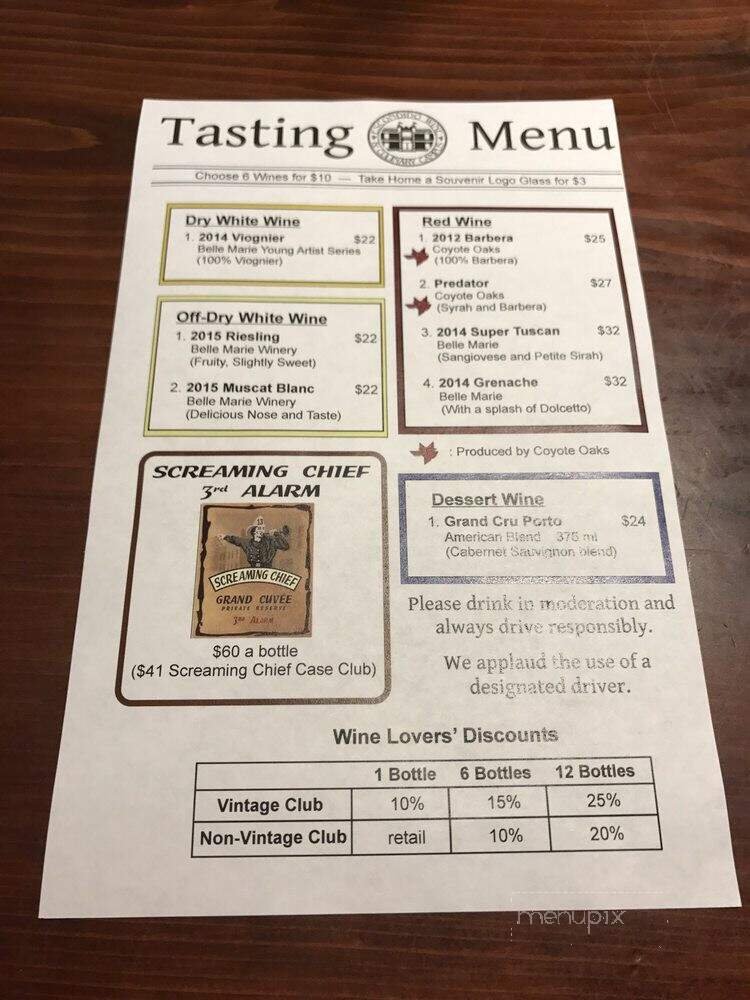 Tasting Menu
Choose 6 Wines for $10 — Take Home a Souvenir Logo Glass for $3
Dry White Wine
1. 2014 Viognier $22
Belle Marie Young Artist Series
(100% Viognier)
Off-Dry White Wine
1. 2015 Riesling $22
Belle Marie Winery
(Fruity, Slightly Sweet)
2. 2015 Muscat Blanc $22
Belle Marie Winery
(Delicious Nose and Taste)
Red Wine
1. 2012 Barbera $25
Coyote Oaks
(100% Barbera)
2. Predator $27
Coyote Oaks
(Syrah and Barbera)
3. 2014 Super Tuscan $32
Belle Marie
(Sangiovese and Petite Sirah)
4. 2014 Grenache $32
Belle Marie
(With a splash of Dolcetto)
: Produced by Coyote Oaks
SCREAMING CHIEF
3rd ALARM
13
SCREAMING CHIEF
GRAND CUVÉE
PRIVATE RESERVE
3RD ALARM
$60 a bottle
($41 Screaming Chief Case Club)
Dessert Wine
1. Grand Cru Porto $24
American Blend 375 ml
(Cabernet Sauvignon blend)
Please drink in moderation and
always drive responsibly.
We applaud the use of a
designated driver.
Wine Lovers' Discounts
1 Bottle 6 Bottles 12 Bottles
Vintage Club 10% 15% 25%
Non-Vintage Club retail 10% 20%
menupix